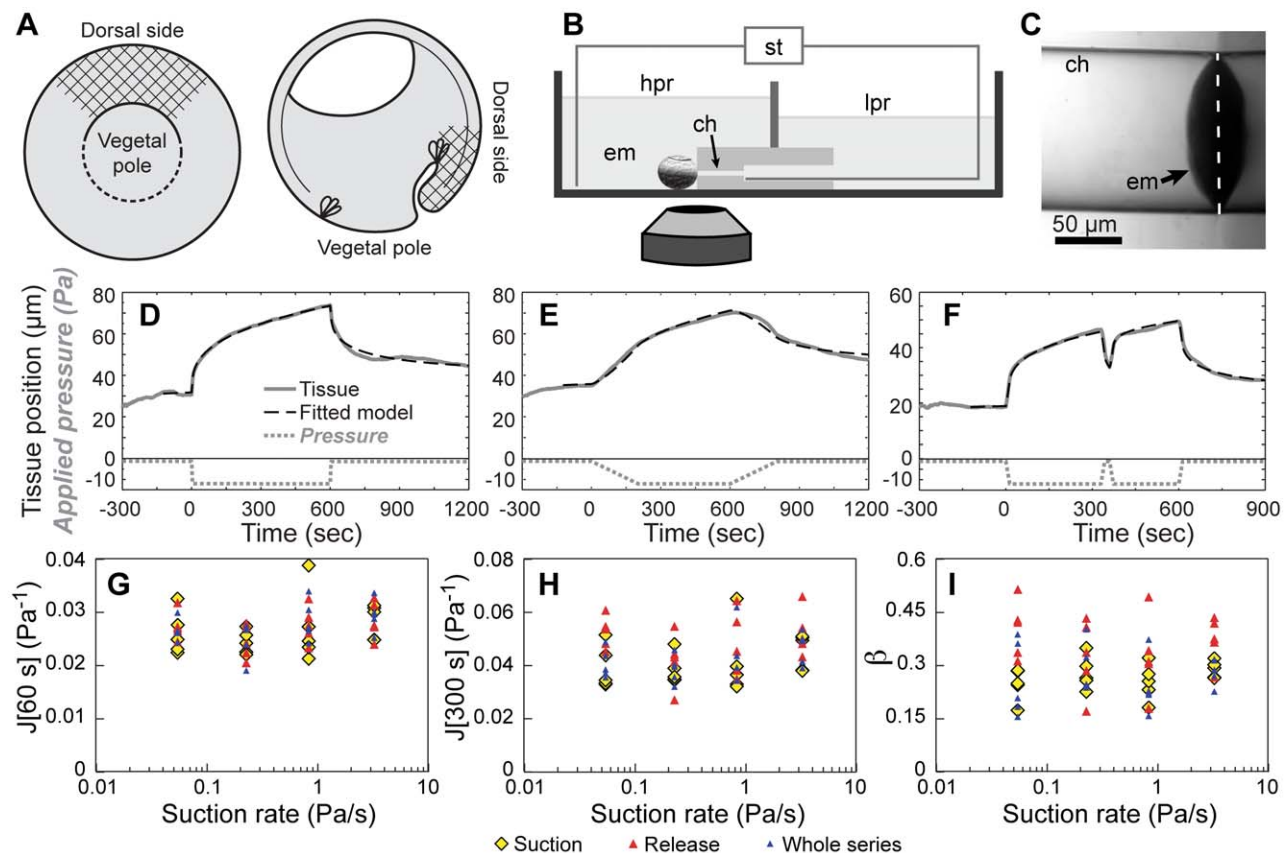 A
Dorsal side
Vegetal
pole
Dorsal side
Vegetal pole
B
st
hpr
lpr
ch
em
C
ch
em
50 µm
Tissue position (µm)
Applied pressure (Pa)
D
80
60
40
20
0
-10
Tissue
Fitted model
Pressure
-300 0 300 600 900 1200
Time (sec)
E
80
60
40
20
0
-10
-300 0 300 600 900 1200
Time (sec)
F
60
40
20
0
0
-10
-300 0 300 600 900
Time (sec)
G
J[60 s] (Pa⁻¹)
0.04
0.03
0.02
0.01
0
0.01 0.1 1 10
Suction rate (Pa/s)
H
J[300 s] (Pa⁻¹)
0.08
0.06
0.04
0.02
0
0.01 0.1 1 10
Suction rate (Pa/s)
I
β
0.6
0.45
0.3
0.15
0
0.01 0.1 1 10
Suction rate (Pa/s)
Suction Release Whole series